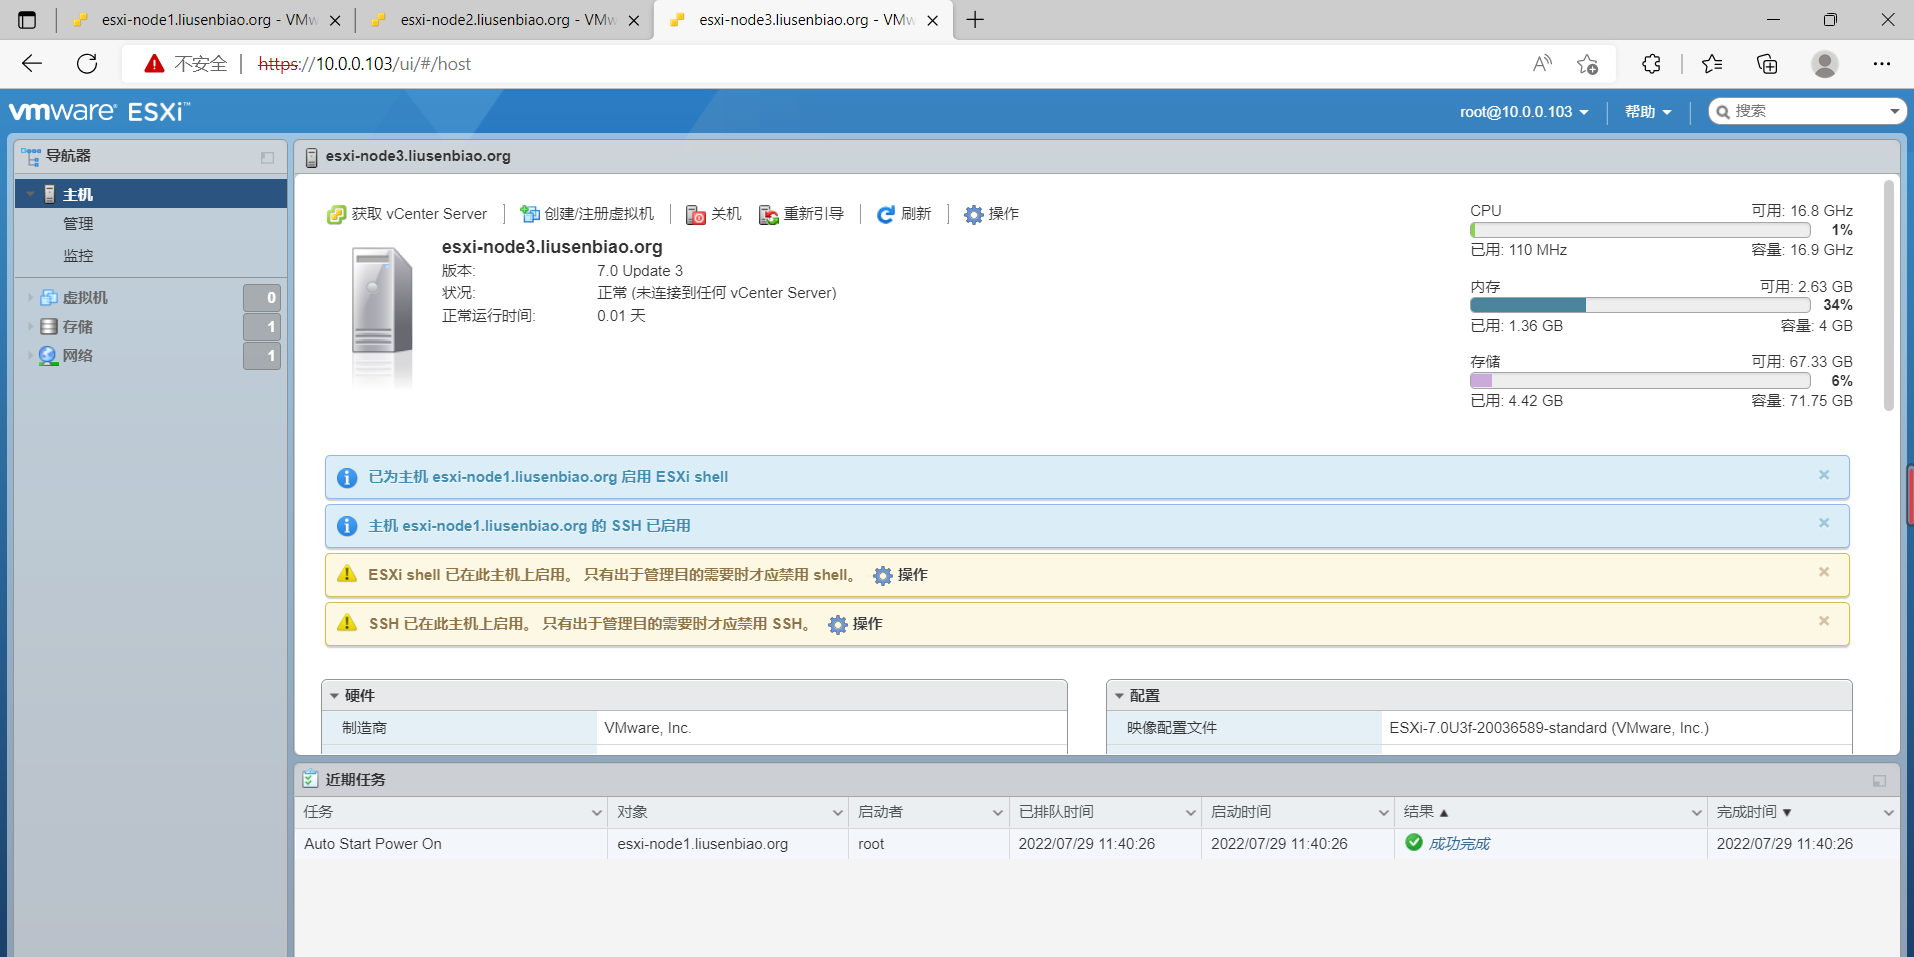 esxi-node1.liusenbiao.org - VMw
esxi-node2.liusenbiao.org - VMw
esxi-node3.liusenbiao.org - VMw
不安全 https://10.0.0.103/ui/#/host
vmware® ESXi™
root@10.0.0.103
帮助
搜索
导航器
主机
管理
监控
虚拟机 0
存储 1
网络 1
esxi-node3.liusenbiao.org
获取 vCenter Server
创建/注册虚拟机
关机
重新引导
刷新
操作
esxi-node3.liusenbiao.org
版本: 7.0 Update 3
状况: 正常 (未连接到任何 vCenter Server)
正常运行时间: 0.01 天
CPU 可用: 16.8 GHz
1%
已用: 110 MHz 容量: 16.9 GHz
内存 可用: 2.63 GB
34%
已用: 1.36 GB 容量: 4 GB
存储 可用: 67.33 GB
6%
已用: 4.42 GB 容量: 71.75 GB
已为主机 esxi-node1.liusenbiao.org 启用 ESXi shell
主机 esxi-node1.liusenbiao.org 的 SSH 已启用
ESXi shell 已在此主机上启用。 只有出于管理目的需要时才应禁用 shell。 操作
SSH 已在此主机上启用。 只有出于管理目的需要时才应禁用 SSH。 操作
硬件
制造商 VMware, Inc.
配置
映像配置文件 ESXi-7.0U3f-20036589-standard (VMware, Inc.)
近期任务
任务 对象 启动者 已排队时间 启动时间 结果 ▲ 完成时间 ▼
Auto Start Power On esxi-node1.liusenbiao.org root 2022/07/29 11:40:26 2022/07/29 11:40:26 成功完成 2022/07/29 11:40:26